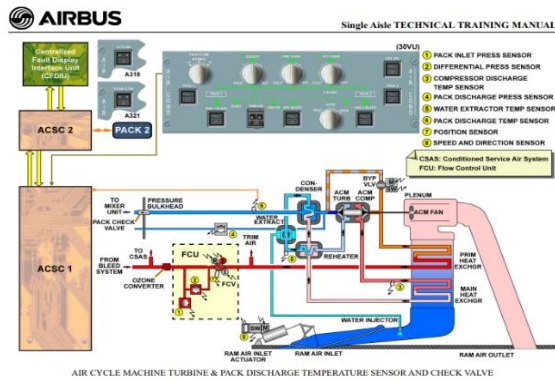 AIRBUS
Single Aisle TECHNICAL TRAINING MANUAL
Centralized
Fault Display
Interface Unit
(CFDIU)
A318
A321
(30VU)
1 PACK INLET PRESS SENSOR
2 DIFFERENTIAL PRESS SENSOR
3 COMPRESSOR DISCHARGE
TEMP SENSOR
4 PACK DISCHARGE PRESS SENSOR
5 WATER EXTRACTOR TEMP SENSOR
6 PACK DISCHARGE TEMP SENSOR
7 POSITION SENSOR
8 SPEED AND DIRECTION SENSOR
CSAS: Conditioned Service Air System
FCU: Flow Control Unit
ACSC 2
PACK 2
ACSC 1
TO
MIXER
UNIT
PRESSURE
BULKHEAD
PACK CHECK
VALVE
CON-
DENSER
ACM
TURB
ACM
COMP
BYP
VLV
PLENUM
ACM FAN
WATER
EXTRACT
REHEATER
TO
CSAS
FROM
BLEED
SYSTEM
OZONE
CONVERTER
FCU
FCV
TRIM
AIR
PRIM
HEAT
EXCHGR
MAIN
HEAT
EXCHGR
WATER INJECTOR
RAM AIR INLET
ACTUATOR
RAM AIR INLET
RAM AIR OUTLET
AIR CYCLE MACHINE TURBINE & PACK DISCHARGE TEMPERATURE SENSOR AND CHECK VALVE